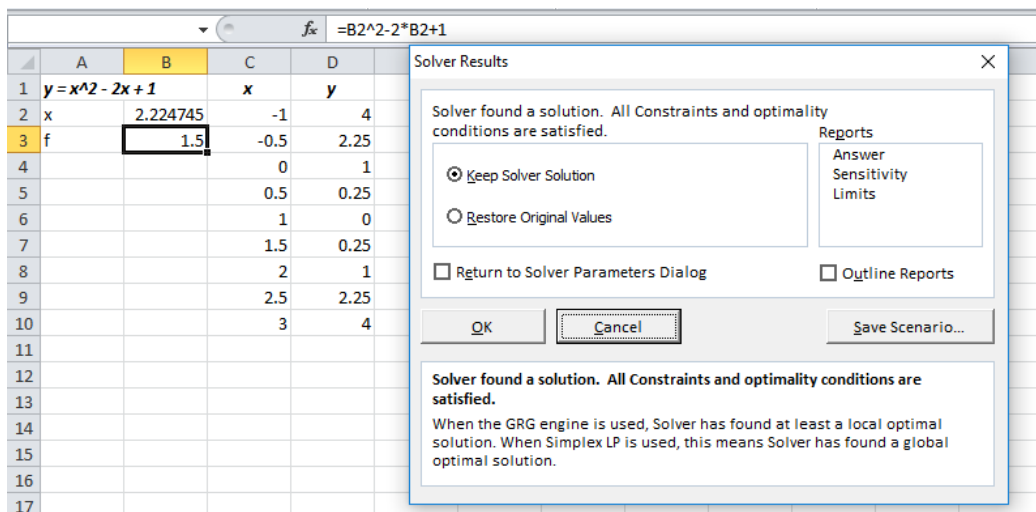 fx =B2^2-2*B2+1
A B C D
1 y = x^2 - 2x + 1 x y
2 x 2.224745 -1 4
3 f 1.5 -0.5 2.25
4 0 1
5 0.5 0.25
6 1 0
7 1.5 0.25
8 2 1
9 2.5 2.25
10 3 4
11
12
13
14
15
16
17
Solver Results
Solver found a solution. All Constraints and optimality
conditions are satisfied.
Reports
Answer
Sensitivity
Limits
Keep Solver Solution
Restore Original Values
Return to Solver Parameters Dialog
Outline Reports
OK
Cancel
Save Scenario...
Solver found a solution. All Constraints and optimality conditions are
satisfied.
When the GRG engine is used, Solver has found at least a local optimal
solution. When Simplex LP is used, this means Solver has found a global
optimal solution.